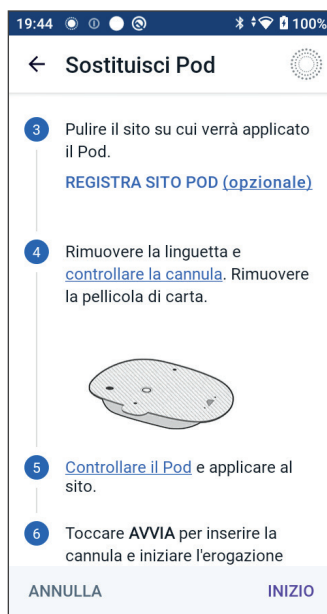 19:44 100%
Sostituisci Pod
3 Pulire il sito su cui verrà applicato
il Pod.
REGISTRA SITO POD (opzionale)
4 Rimuovere la linguetta e
controllare la cannula. Rimuovere
la pellicola di carta.
5 Controllare il Pod e applicare al
sito.
6 Toccare AVVIA per inserire la
cannula e iniziare l'erogazione
ANNULLA INIZIO